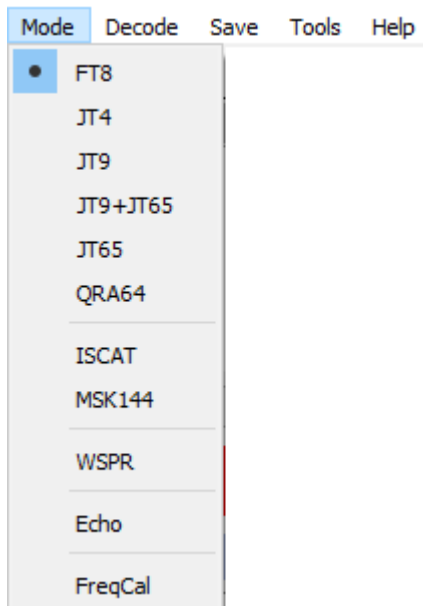 Mode Decode Save Tools Help
FT8
JT4
JT9
JT9+JT65
JT65
QRA64
ISCAT
MSK144
WSPR
Echo
FreqCal